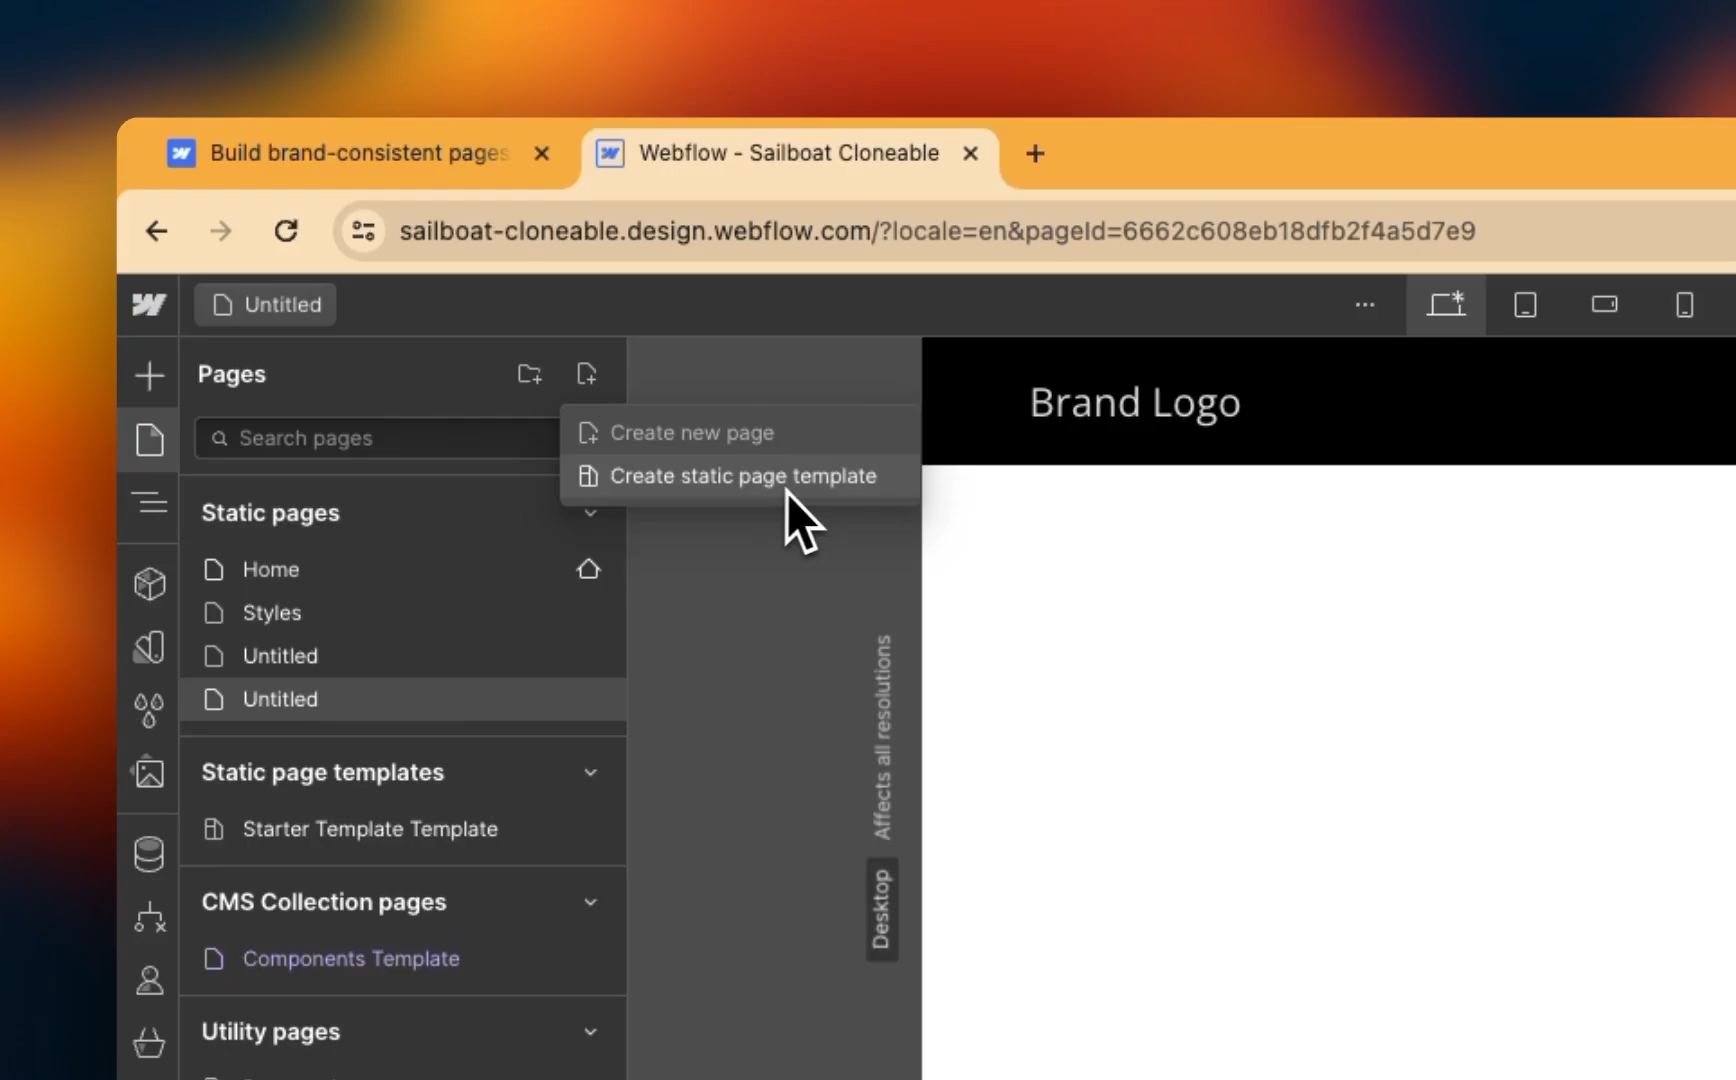 Build brand-consistent pages
Webflow - Sailboat Cloneable
sailboat-cloneable.design.webflow.com/?locale=en&pageId=6662c608eb18dfb2f4a5d7e9
Untitled
Pages
Search pages
Create new page
Create static page template
Static pages
Home
Styles
Untitled
Untitled
Static page templates
Starter Template Template
CMS Collection pages
Components Template
Utility pages
Affects all resolutions
Desktop
Brand Logo